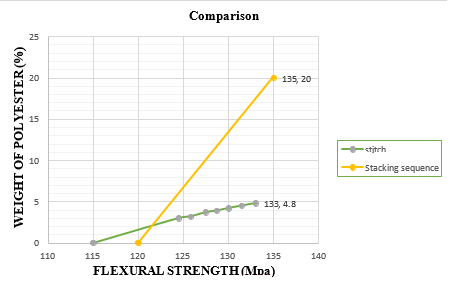 Comparison
25
20
15
10
5
0
135, 20
133, 4.8
110 115 120 125 130 135 140
WEIGHT OF POLYESTER (%)
FLEXURAL STRENGTH (Mpa)
stitch
Stacking sequence